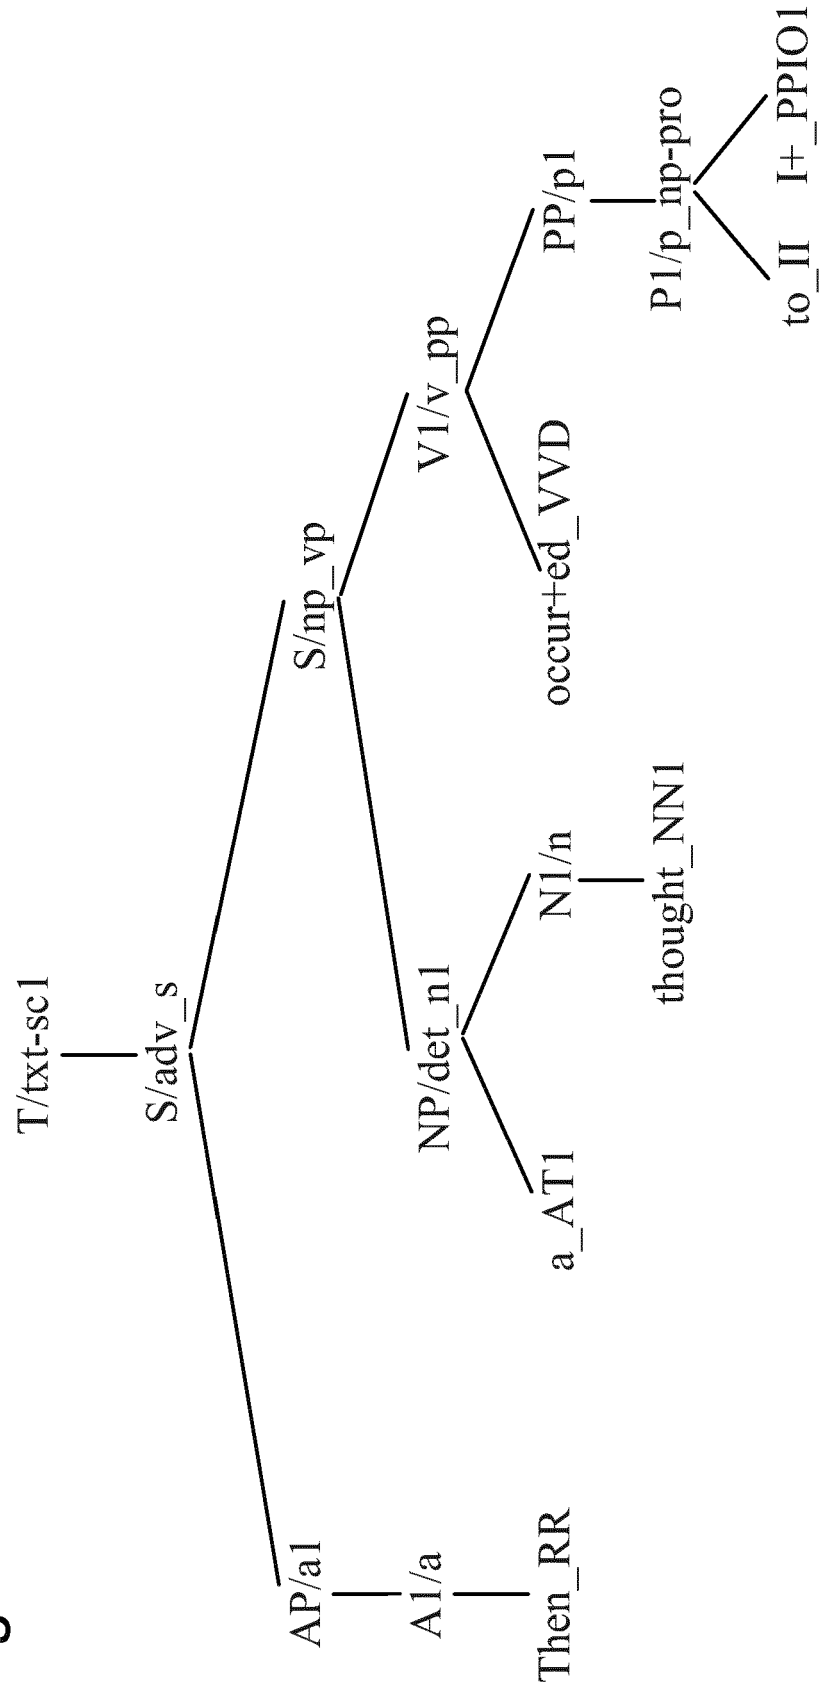 T/txt-sc1
S/adv_s
AP/a1
S/np_vp
A1/a
NP/det_n1
V1/v_pp
Then_RR
a_AT1
N1/n
occur+ed_VVD
PP/p1
thought_NN1
P1/p_np-pro
to_II
I+_PPIO1